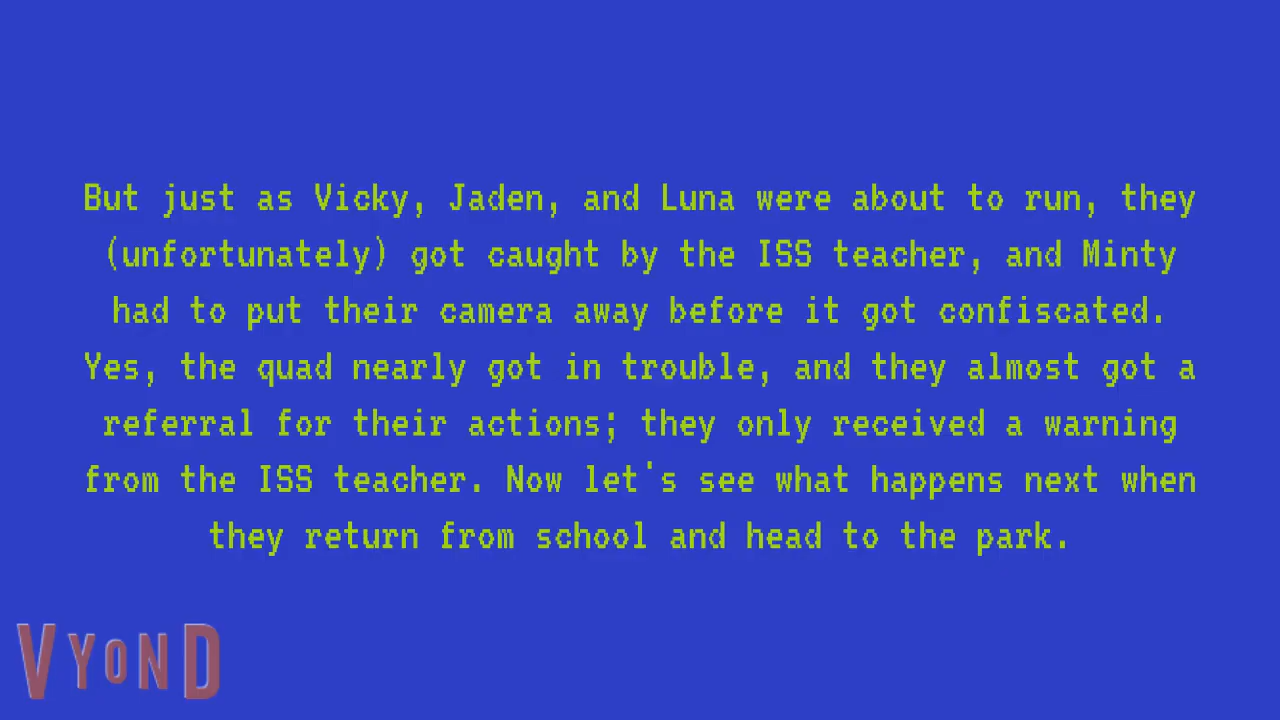 But just as Vicky, Jaden, and Luna were about to run, they
(unfortunately) got caught by the ISS teacher, and Minty
had to put their camera away before it got confiscated.
Yes, the quad nearly got in trouble, and they almost got a
referral for their actions; they only received a warning
from the ISS teacher. Now let's see what happens next when
they return from school and head to the park.
VYOND